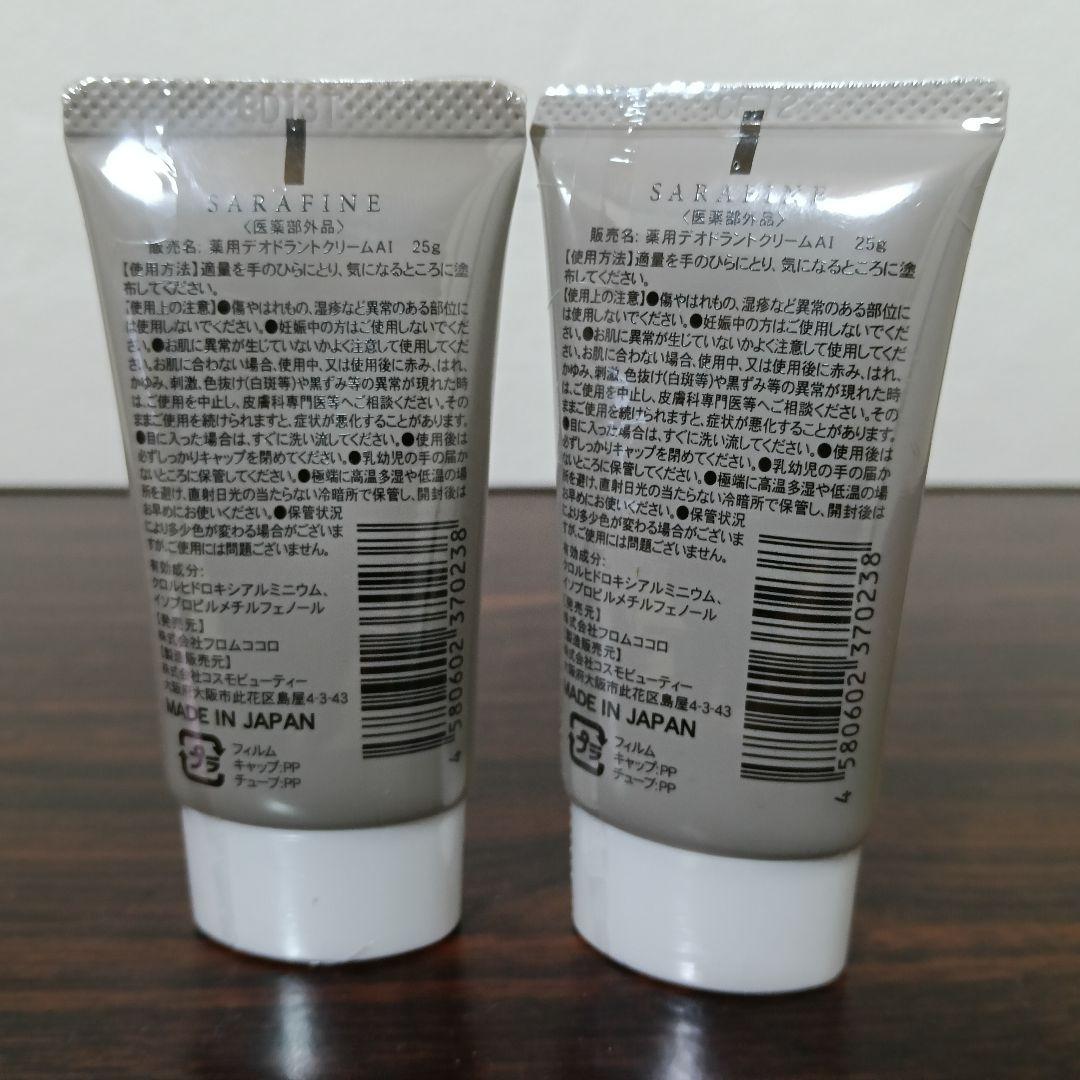 SARAFINE
〈医薬部外品〉
販売名: 薬用デオドラントクリームAI 25g
【使用方法】適量を手のひらにとり、気になるところに塗
布してください。
【使用上の注意】●傷やはれもの、湿疹など異常のある部位に
は使用しないでください。●妊娠中の方はご使用しないでくだ
さい。●お肌に異常が生じていないかよく注意して使用してくだ
さい。お肌に合わない場合、使用中、又は使用後に赤み、はれ、
かゆみ、刺激、色抜け(白斑等)や黒ずみ等の異常が現れた時
は、ご使用を中止し、皮膚科専門医等へご相談ください。その
ままご使用を続けられますと、症状が悪化することがあります。
●目に入った場合は、すぐに洗い流してください。●使用後は
必ずしっかりキャップを閉めてください。●乳幼児の手の届か
ないところに保管してください。●極端に高温多湿や低温の場
所を避け、直射日光の当たらない冷暗所で保管し、開封後は
お早めにお使いください。●保管状況
により多少色が変わる場合がございま
すが、ご使用には問題ございません。
有効成分:
クロルヒドロキシアルミニウム、
イソプロピルメチルフェノール
【発売元】
株式会社フロムココロ
【製造販売元】
株式会社コスモビューティー
大阪府大阪市此花区島屋4-3-43
MADE IN JAPAN
プラ
フィルム
キャップ:PP
チューブ:PP
4 580602 370238
SARAFINE
〈医薬部外品〉
販売名: 薬用デオドラントクリームAI 25g
【使用方法】適量を手のひらにとり、気になるところに塗
布してください。
【使用上の注意】●傷やはれもの、湿疹など異常のある部位に
は使用しないでください。●妊娠中の方はご使用しないでくだ
さい。●お肌に異常が生じていないかよく注意して使用してくだ
さい。お肌に合わない場合、使用中、又は使用後に赤み、はれ、
かゆみ、刺激、色抜け(白斑等)や黒ずみ等の異常が現れた時
は、ご使用を中止し、皮膚科専門医等へご相談ください。その
ままご使用を続けられますと、症状が悪化することがあります。
●目に入った場合は、すぐに洗い流してください。●使用後は
必ずしっかりキャップを閉めてください。●乳幼児の手の届か
ないところに保管してください。●極端に高温多湿や低温の場
所を避け、直射日光の当たらない冷暗所で保管し、開封後は
お早めにお使いください。●保管状況
により多少色が変わる場合がございま
すが、ご使用には問題ございません。
有効成分:
クロルヒドロキシアルミニウム、
イソプロピルメチルフェノール
【発売元】
株式会社フロムココロ
【製造販売元】
株式会社コスモビューティー
大阪府大阪市此花区島屋4-3-43
MADE IN JAPAN
プラ
フィルム
キャップ:PP
チューブ:PP
4 580602 370238